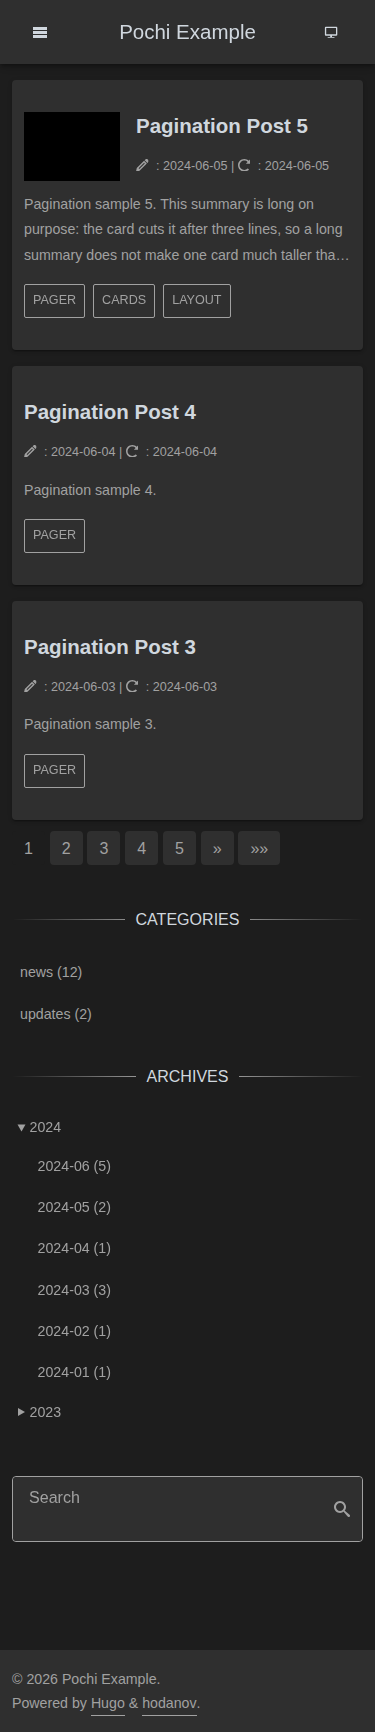 Pochi Example
Pagination Post 5
: 2024-06-05 | : 2024-06-05
Pagination sample 5. This summary is long on
purpose: the card cuts it after three lines, so a long
summary does not make one card much taller tha…
PAGER CARDS LAYOUT
Pagination Post 4
: 2024-06-04 | : 2024-06-04
Pagination sample 4.
PAGER
Pagination Post 3
: 2024-06-03 | : 2024-06-03
Pagination sample 3.
PAGER
1 2 3 4 5 » »»
CATEGORIES
news (12)
updates (2)
ARCHIVES
2024
2024-06 (5)
2024-05 (2)
2024-04 (1)
2024-03 (3)
2024-02 (1)
2024-01 (1)
2023
Search
© 2026 Pochi Example.
Powered by Hugo & hodanov.